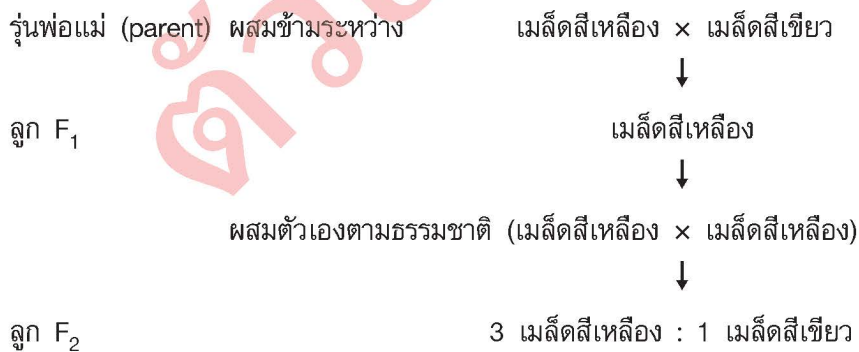 รุ่นพ่อแม่ (parent) ผสมข้ามระหว่าง เมล็ดสีเหลือง × เมล็ดสีเขียว
↓
ลูก F₁ เมล็ดสีเหลือง
↓
ผสมตัวเองตามธรรมชาติ (เมล็ดสีเหลือง × เมล็ดสีเหลือง)
↓
ลูก F₂ 3 เมล็ดสีเหลือง : 1 เมล็ดสีเขียว